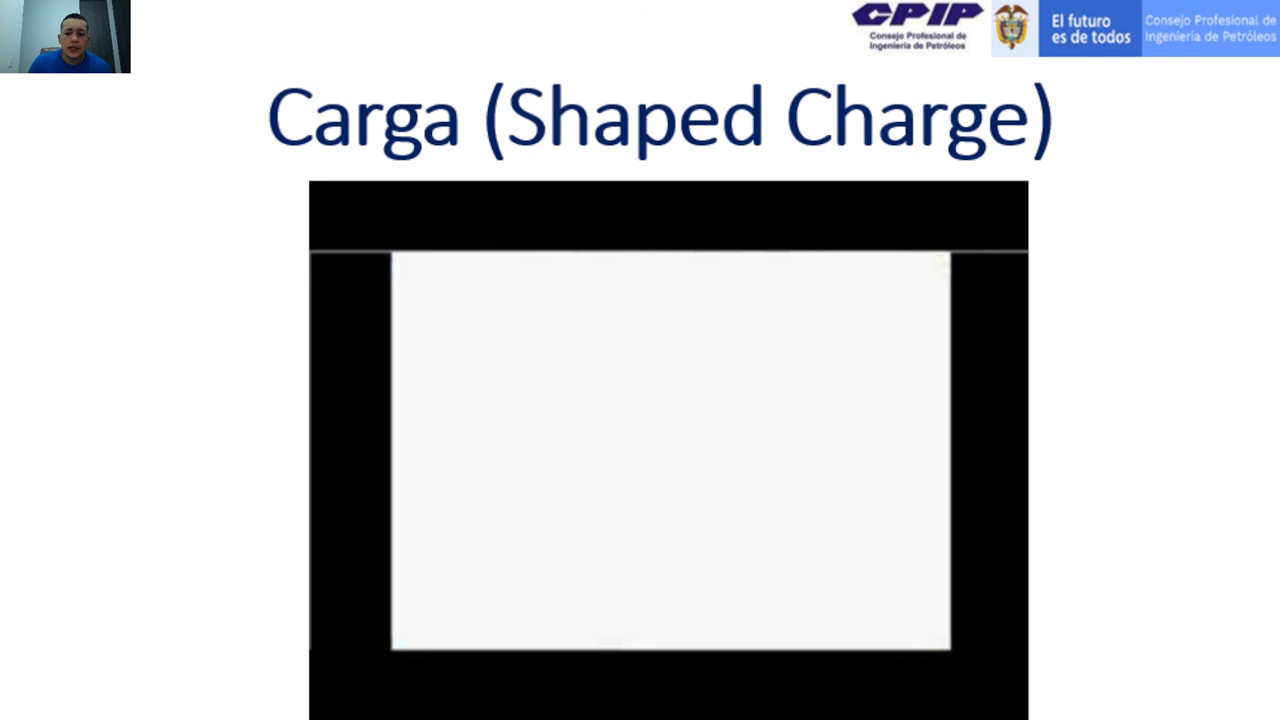 CPIP
Consejo Profesional de
Ingeniería de Petróleos
El futuro
es de todos
Consejo Profesional de
Ingeniería de Petróleos
Carga (Shaped Charge)